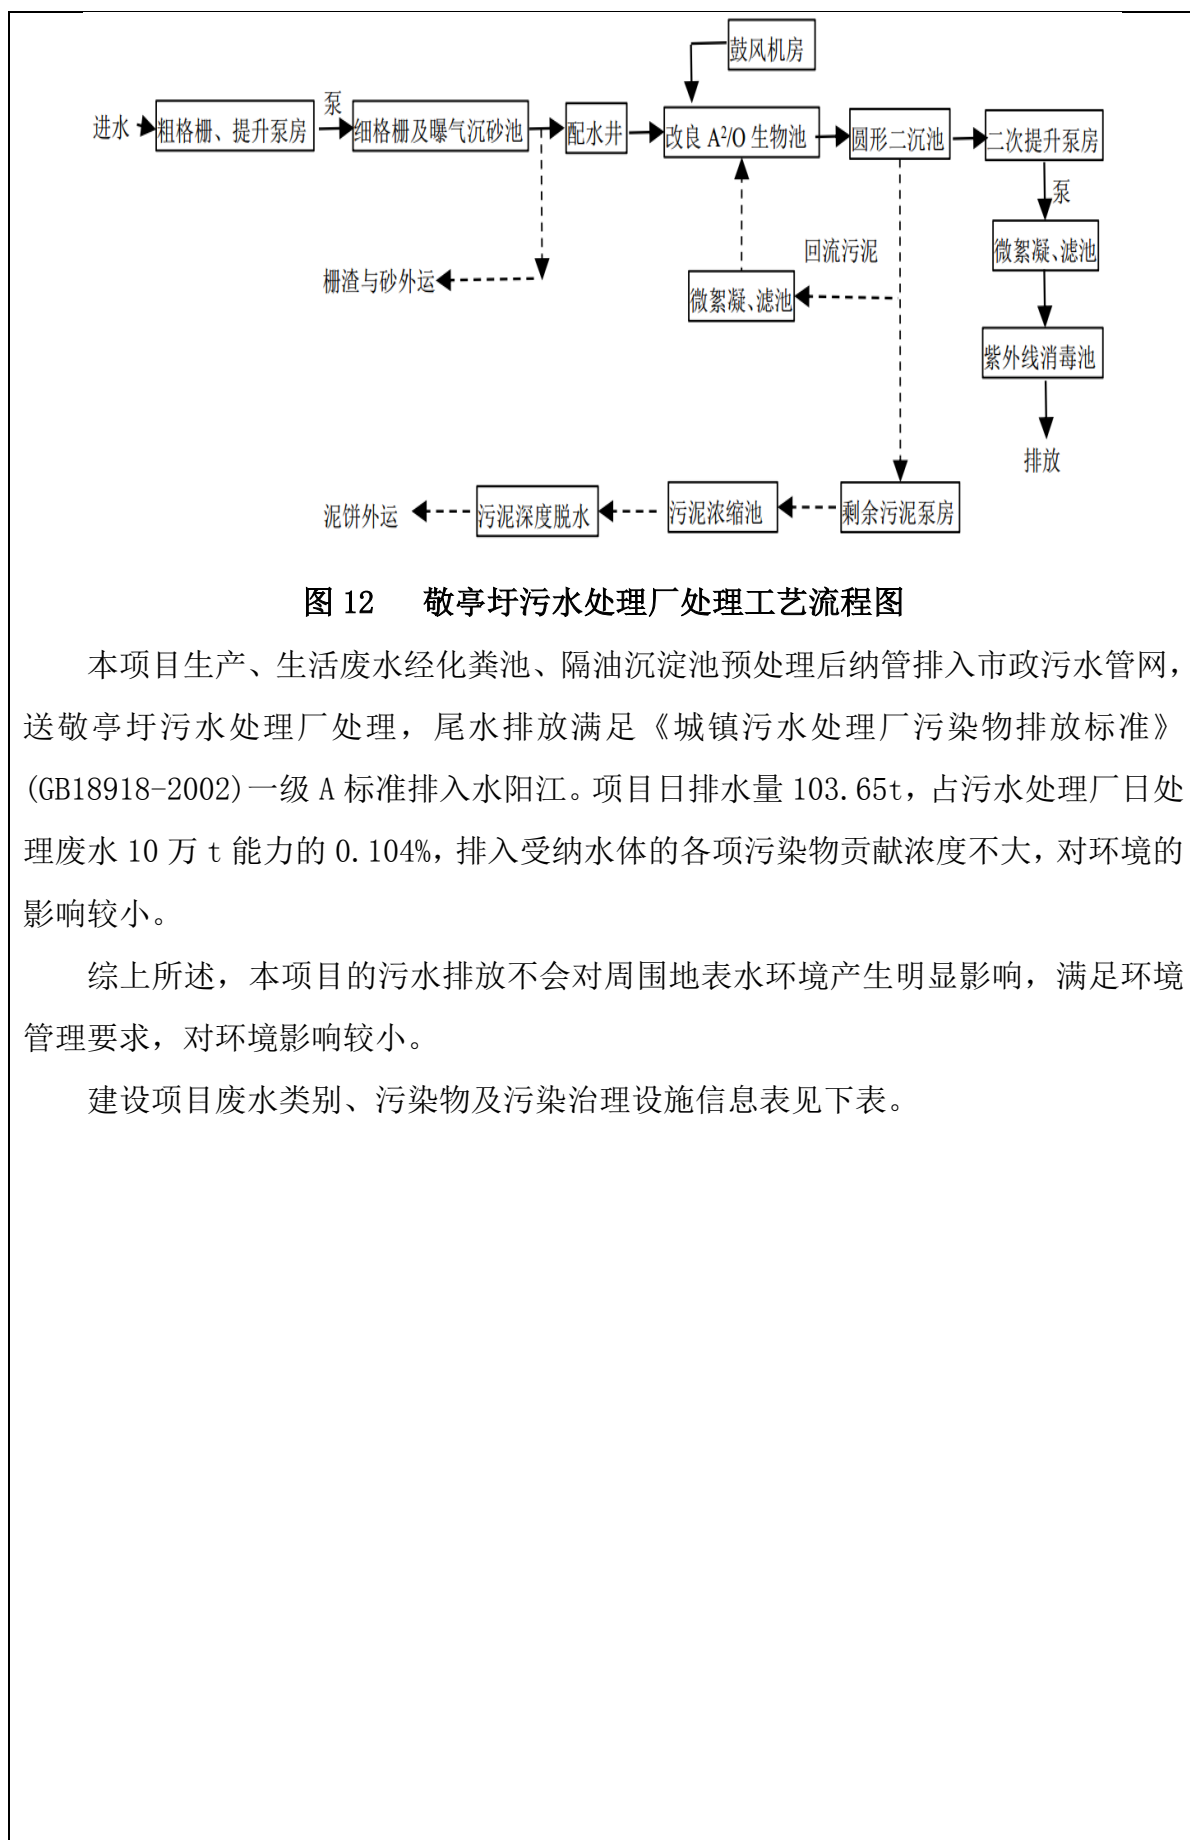 鼓风机房
进水
粗格栅、提升泵房
泵
细格栅及曝气沉砂池
配水井
改良 A²/O 生物池
圆形二沉池
二次提升泵房
泵
栅渣与砂外运
回流污泥
微絮凝、滤池
微絮凝、滤池
紫外线消毒池
排放
泥饼外运
污泥深度脱水
污泥浓缩池
剩余污泥泵房
图 12 敬亭圩污水处理厂处理工艺流程图
本项目生产、生活废水经化粪池、隔油沉淀池预处理后纳管排入市政污水管网，
送敬亭圩污水处理厂处理，尾水排放满足《城镇污水处理厂污染物排放标准》
(GB18918-2002)一级 A 标准排入水阳江。项目日排水量 103.65t，占污水处理厂日处
理废水 10 万 t 能力的 0.104%，排入受纳水体的各项污染物贡献浓度不大，对环境的
影响较小。
综上所述，本项目的污水排放不会对周围地表水环境产生明显影响，满足环境
管理要求，对环境影响较小。
建设项目废水类别、污染物及污染治理设施信息表见下表。